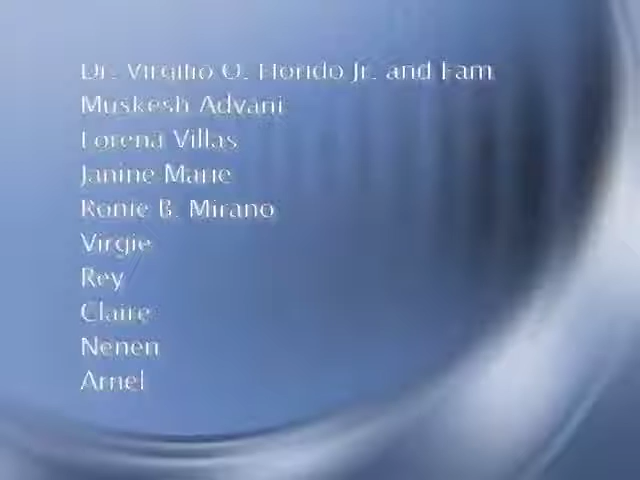 Dr. Virgilio O. Florido Jr. and Fam
Muskesh Advani
Lorena Villas
Janine Marie
Ronie B. Mirano
Virgie
Rey
Claire
Nenen
Arnel